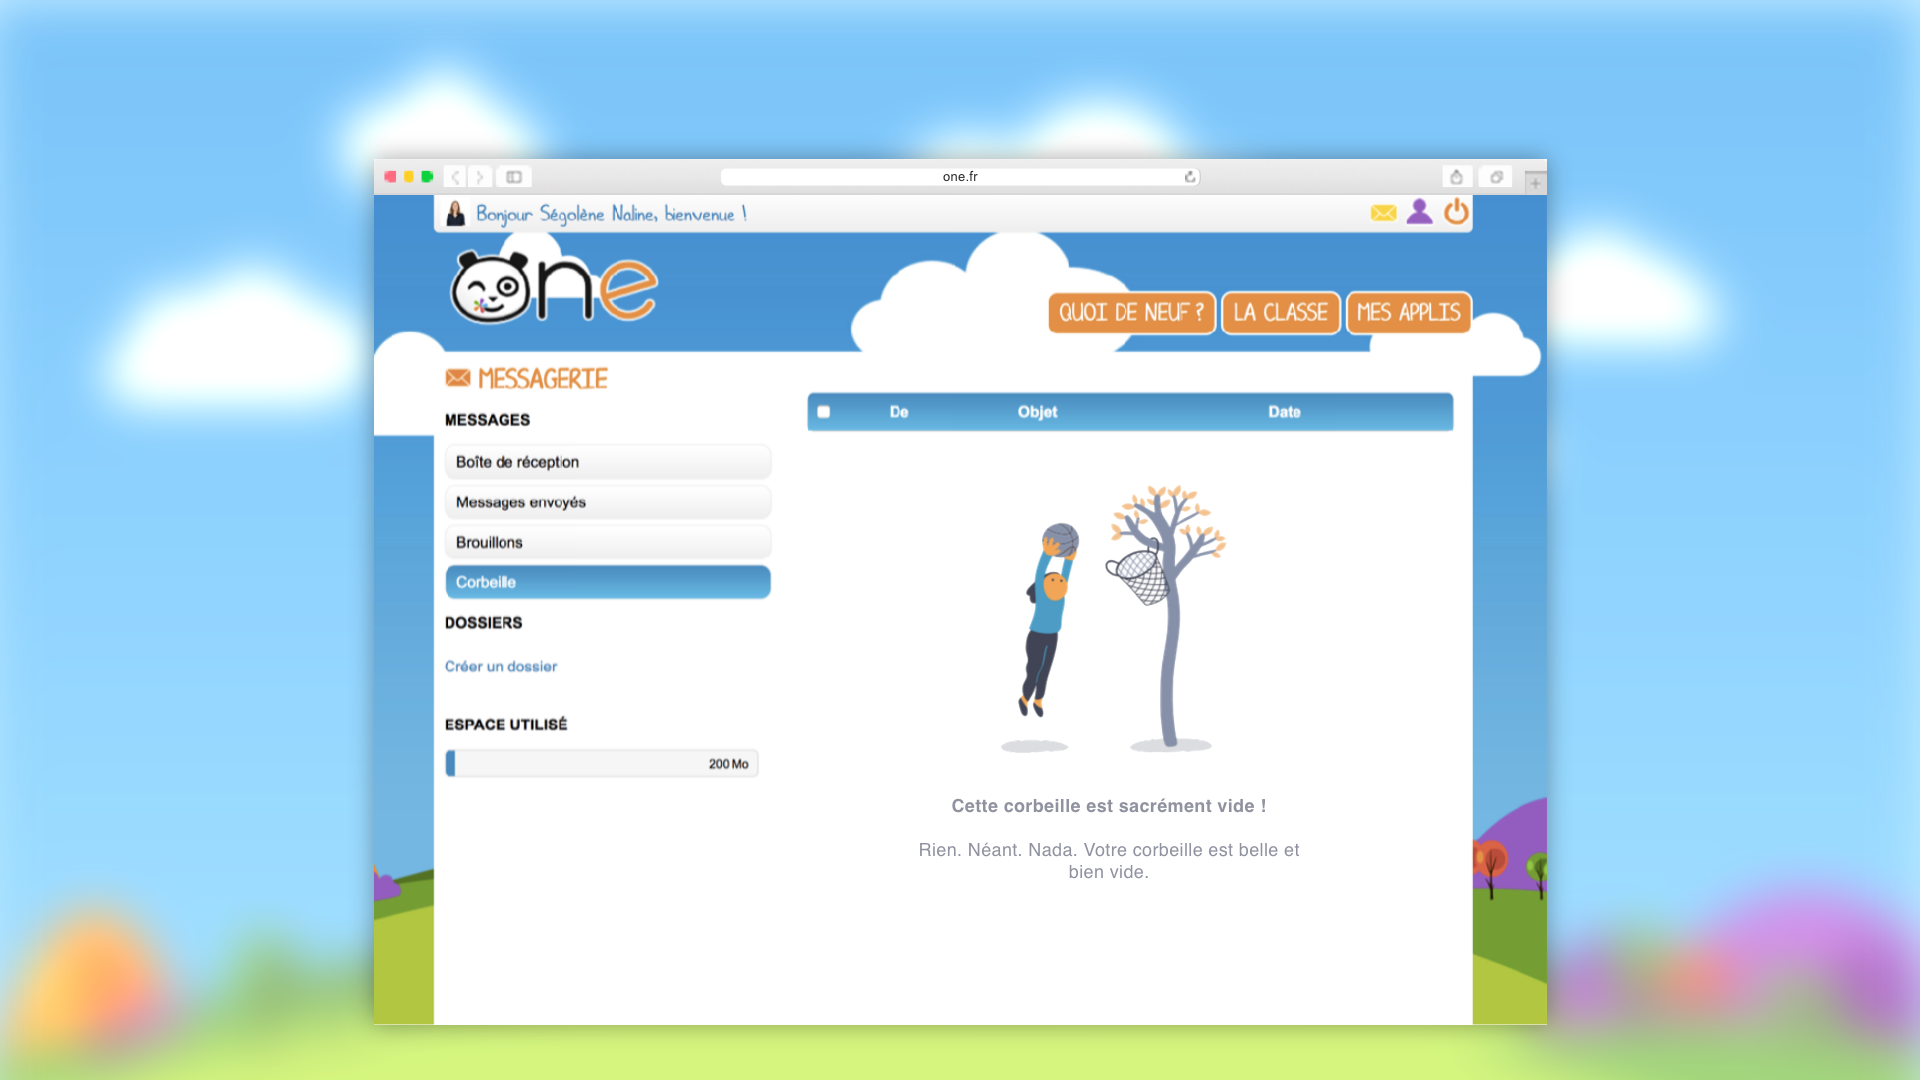 one.fr
Bonjour Ségolène Naline, bienvenue !
one
QUOI DE NEUF ? LA CLASSE MES APPLIS
MESSAGERIE
De Objet Date
MESSAGES
Boîte de réception
Messages envoyés
Brouillons
Corbeille
DOSSIERS
Créer un dossier
ESPACE UTILISÉ
200 Mo
Cette corbeille est sacrément vide !
Rien. Néant. Nada. Votre corbeille est belle et
bien vide.